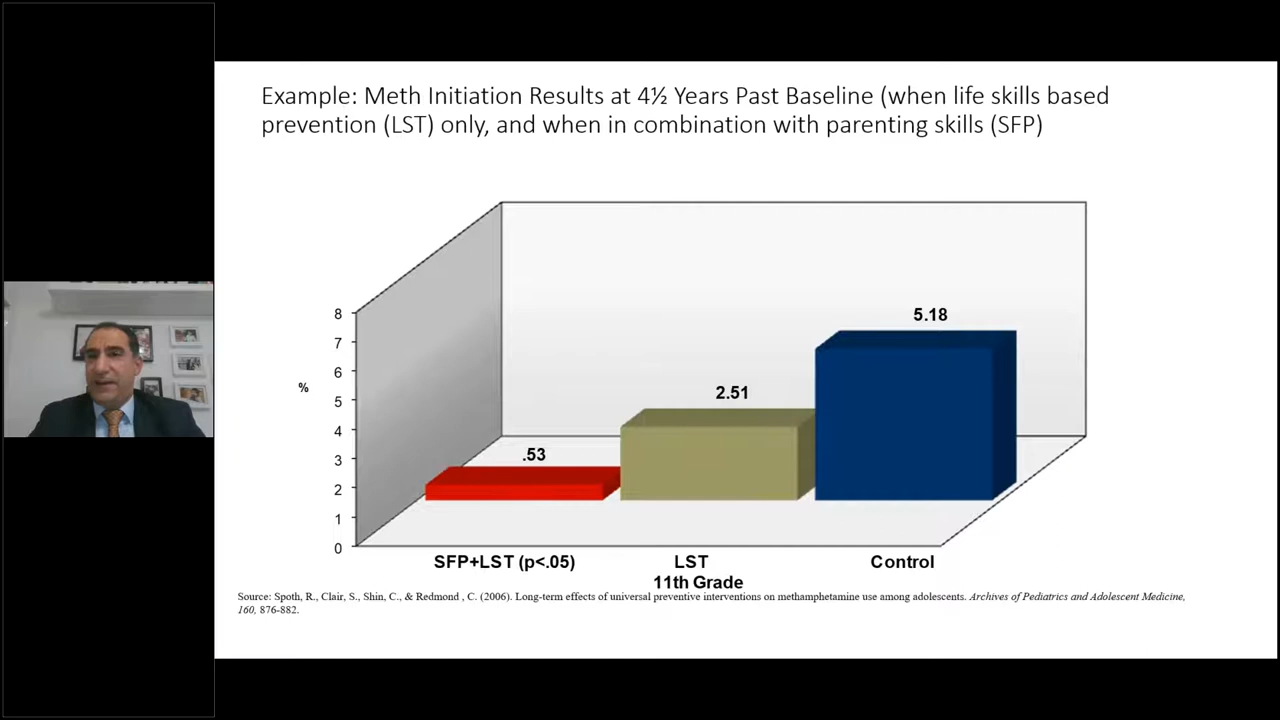 Example: Meth Initiation Results at 4½ Years Past Baseline (when life skills based
prevention (LST) only, and when in combination with parenting skills (SFP)
8
7
6
5
4
3
2
1
0
%
.53
2.51
5.18
SFP+LST (p<.05)
LST
Control
11th Grade
Source: Spoth, R., Clair, S., Shin, C., & Redmond , C. (2006). Long-term effects of universal preventive interventions on methamphetamine use among adolescents. Archives of Pediatrics and Adolescent Medicine,
160, 876-882.